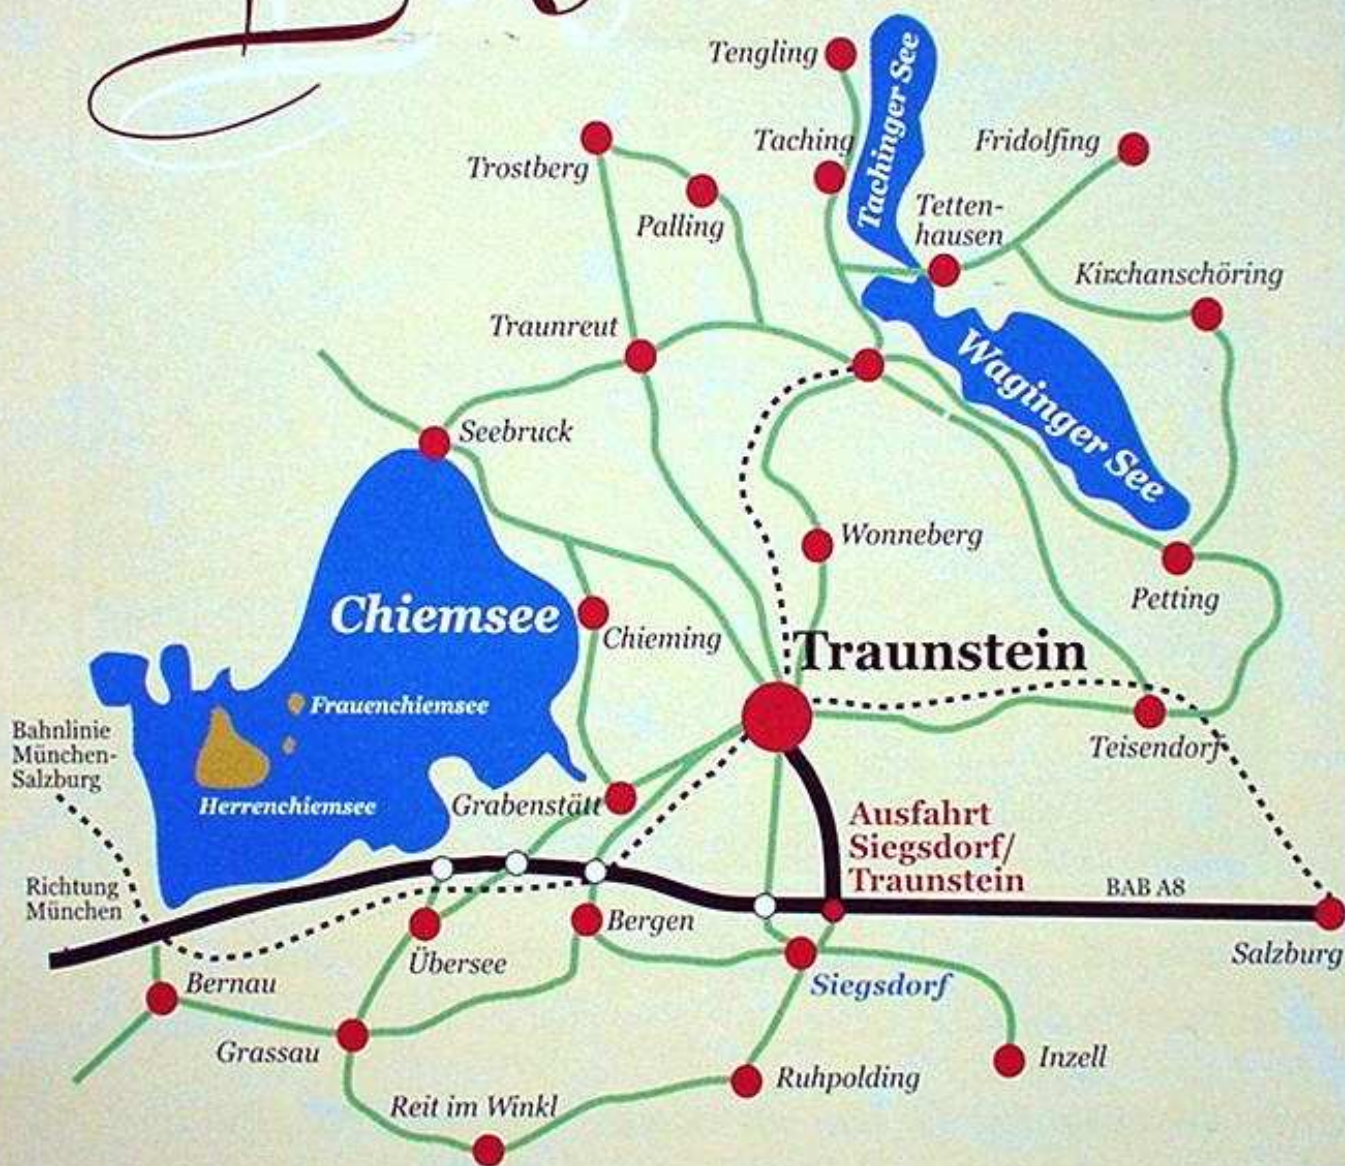 Tengling
Tachinger See
Taching
Fridolfing
Trostberg
Palling
Tetten-
hausen
Kirchanschöring
Traunreut
Waginger See
Seebruck
Wonneberg
Petting
Chiemsee
Chieming
Traunstein
Frauenchiemsee
Bahnlinie
München-
Salzburg
Teisendorf
Herrenchiemsee
Grabenstätt
Ausfahrt
Siegsdorf/
Traunstein
Richtung
München
BAB A8
Bergen
Übersee
Salzburg
Bernau
Siegsdorf
Grassau
Inzell
Ruhpolding
Reit im Winkl